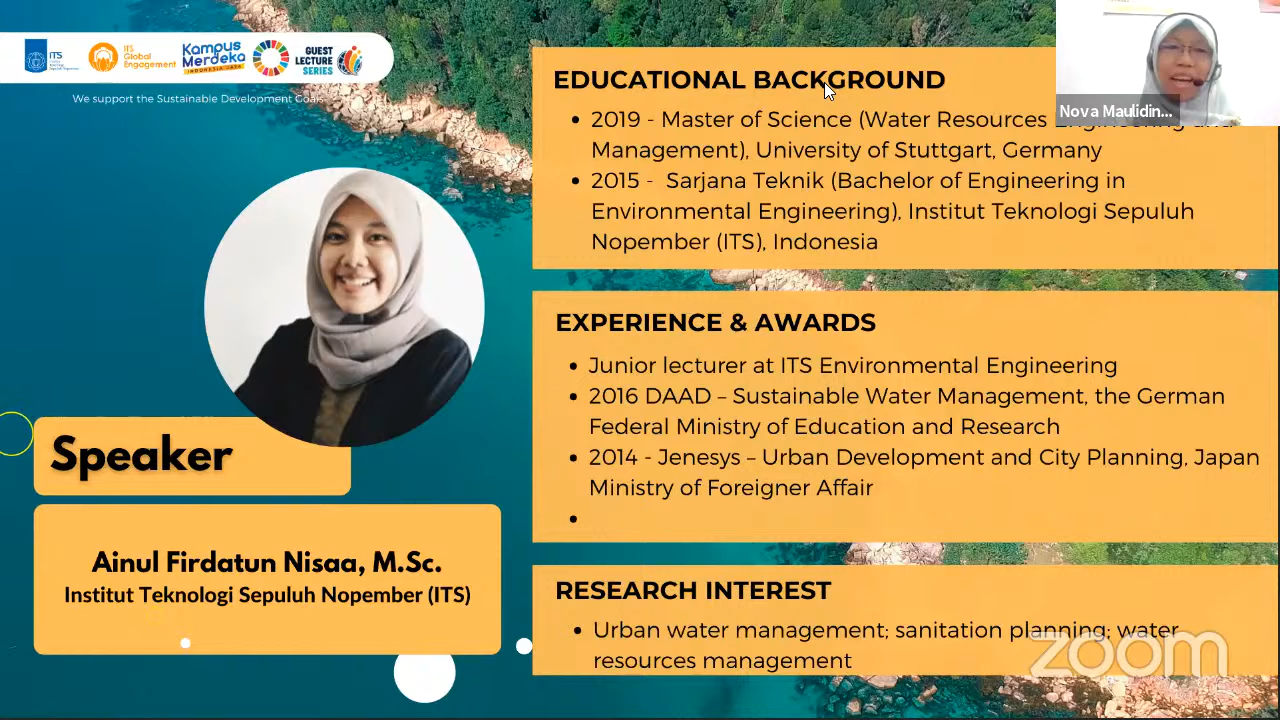 ITS
ITS
Global
Engagement
Kampus
Merdeka
INDONESIA JAYA
GUEST
LECTURE
SERIES
We support the Sustainable Development Goals
Speaker
Ainul Firdatun Nisaa, M.Sc.
Institut Teknologi Sepuluh Nopember (ITS)
EDUCATIONAL BACKGROUND
• 2019 - Master of Science (Water Resources Engineering and
Management), University of Stuttgart, Germany
• 2015 - Sarjana Teknik (Bachelor of Engineering in
Environmental Engineering), Institut Teknologi Sepuluh
Nopember (ITS), Indonesia
EXPERIENCE & AWARDS
• Junior lecturer at ITS Environmental Engineering
• 2016 DAAD – Sustainable Water Management, the German
Federal Ministry of Education and Research
• 2014 - Jenesys – Urban Development and City Planning, Japan
Ministry of Foreigner Affair
•
RESEARCH INTEREST
• Urban water management; sanitation planning; water
resources management
Nova Maulidin...
zoom